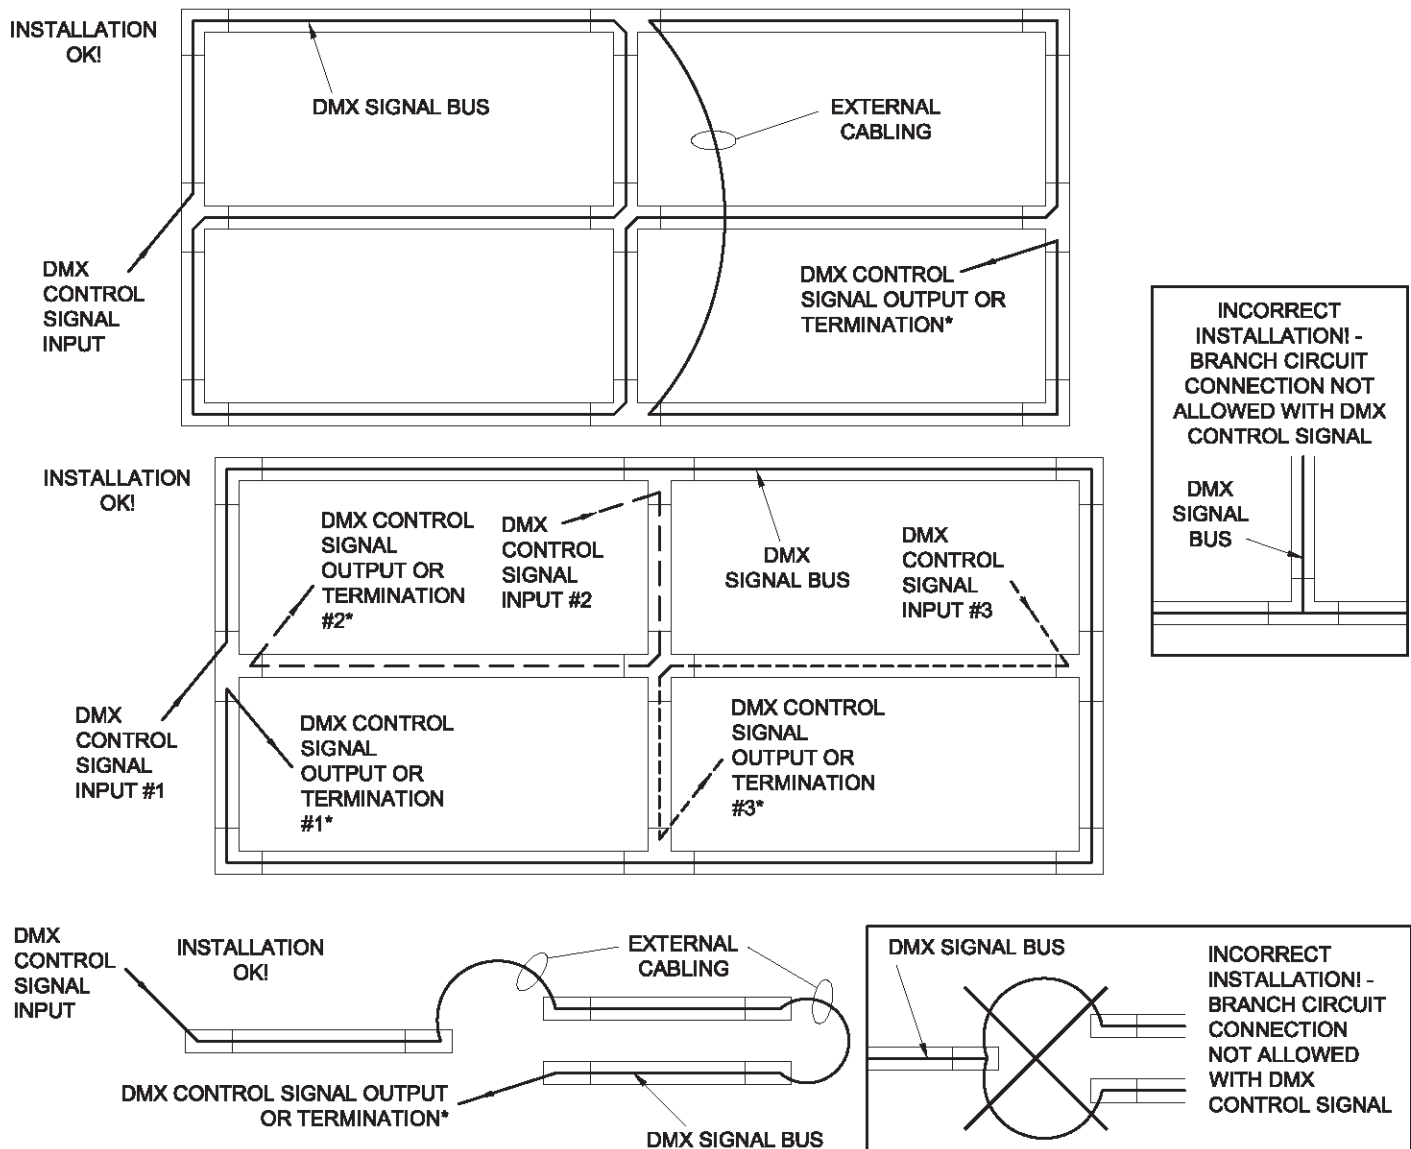 INSTALLATION
OK!
DMX SIGNAL BUS
EXTERNAL
CABLING
DMX
CONTROL
SIGNAL
INPUT
DMX CONTROL
SIGNAL OUTPUT OR
TERMINATION*
INCORRECT
INSTALLATION! -
BRANCH CIRCUIT
CONNECTION NOT
ALLOWED WITH DMX
CONTROL SIGNAL
DMX
SIGNAL
BUS
INSTALLATION
OK!
DMX CONTROL
SIGNAL
OUTPUT OR
TERMINATION
#2*
DMX
CONTROL
SIGNAL
INPUT #2
DMX
SIGNAL BUS
DMX
CONTROL
SIGNAL
INPUT #3
DMX
CONTROL
SIGNAL
INPUT #1
DMX CONTROL
SIGNAL
OUTPUT OR
TERMINATION
#1*
DMX CONTROL
SIGNAL
OUTPUT OR
TERMINATION
#3*
DMX
CONTROL
SIGNAL
INPUT
INSTALLATION
OK!
EXTERNAL
CABLING
DMX CONTROL SIGNAL OUTPUT
OR TERMINATION*
DMX SIGNAL BUS
DMX SIGNAL BUS
INCORRECT
INSTALLATION! -
BRANCH CIRCUIT
CONNECTION
NOT ALLOWED
WITH DMX
CONTROL SIGNAL